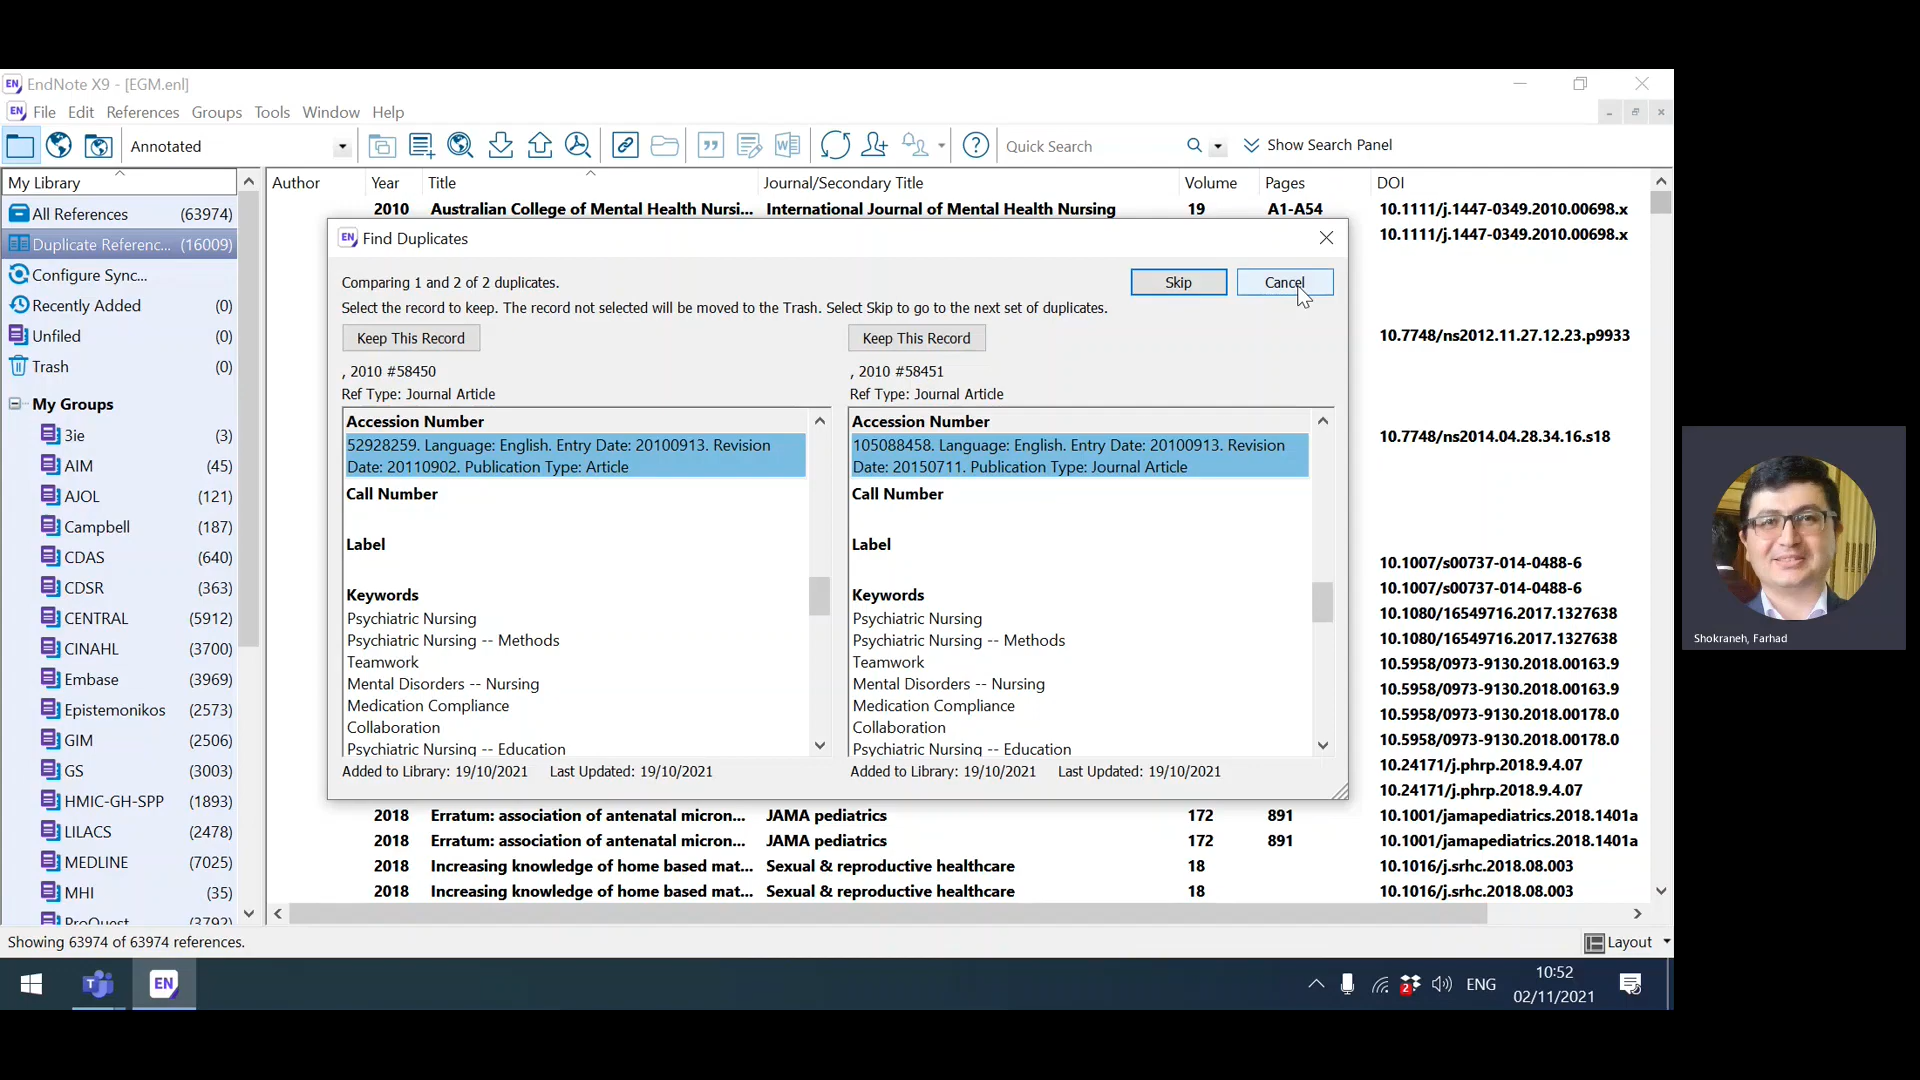 EndNote X9 - [EGM.enl]
File Edit References Groups Tools Window Help
Annotated
Quick Search
Show Search Panel
My Library
All References (63974)
Duplicate Referenc... (16009)
Configure Sync...
Recently Added (0)
Unfiled (0)
Trash (0)
My Groups
3ie (3)
AIM (45)
AJOL (121)
Campbell (187)
CDAS (640)
CDSR (363)
CENTRAL (5912)
CINAHL (3700)
Embase (3969)
Epistemonikos (2573)
GIM (2506)
GS (3003)
HMIC-GH-SPP (1893)
LILACS (2478)
MEDLINE (7025)
MHI (35)
ProQuest (3792)
Author Year Title Journal/Secondary Title Volume Pages DOI
2010 Australian College of Mental Health Nursi... International Journal of Mental Health Nursing 19 A1-A54 10.1111/j.1447-0349.2010.00698.x
10.1111/j.1447-0349.2010.00698.x
10.7748/ns2012.11.27.12.23.p9933
10.7748/ns2014.04.28.34.16.s18
10.1007/s00737-014-0488-6
10.1007/s00737-014-0488-6
10.1080/16549716.2017.1327638
10.1080/16549716.2017.1327638
10.5958/0973-9130.2018.00163.9
10.5958/0973-9130.2018.00163.9
10.5958/0973-9130.2018.00178.0
10.5958/0973-9130.2018.00178.0
10.24171/j.phrp.2018.9.4.07
10.24171/j.phrp.2018.9.4.07
Find Duplicates
Comparing 1 and 2 of 2 duplicates.
Skip
Cancel
Select the record to keep. The record not selected will be moved to the Trash. Select Skip to go to the next set of duplicates.
Keep This Record
, 2010 #58450
Ref Type: Journal Article
Accession Number
52928259. Language: English. Entry Date: 20100913. Revision
Date: 20110902. Publication Type: Article
Call Number
Label
Keywords
Psychiatric Nursing
Psychiatric Nursing -- Methods
Teamwork
Mental Disorders -- Nursing
Medication Compliance
Collaboration
Psychiatric Nursing -- Education
Added to Library: 19/10/2021 Last Updated: 19/10/2021
Keep This Record
, 2010 #58451
Ref Type: Journal Article
Accession Number
105088458. Language: English. Entry Date: 20100913. Revision
Date: 20150711. Publication Type: Journal Article
Call Number
Label
Keywords
Psychiatric Nursing
Psychiatric Nursing -- Methods
Teamwork
Mental Disorders -- Nursing
Medication Compliance
Collaboration
Psychiatric Nursing -- Education
Added to Library: 19/10/2021 Last Updated: 19/10/2021
2018 Erratum: association of antenatal micron... JAMA pediatrics 172 891 10.1001/jamapediatrics.2018.1401a
2018 Erratum: association of antenatal micron... JAMA pediatrics 172 891 10.1001/jamapediatrics.2018.1401a
2018 Increasing knowledge of home based mat... Sexual & reproductive healthcare 18 10.1016/j.srhc.2018.08.003
2018 Increasing knowledge of home based mat... Sexual & reproductive healthcare 18 10.1016/j.srhc.2018.08.003
Showing 63974 of 63974 references.
Layout
EN
2
ENG
10:52
02/11/2021
Shokraneh, Farhad